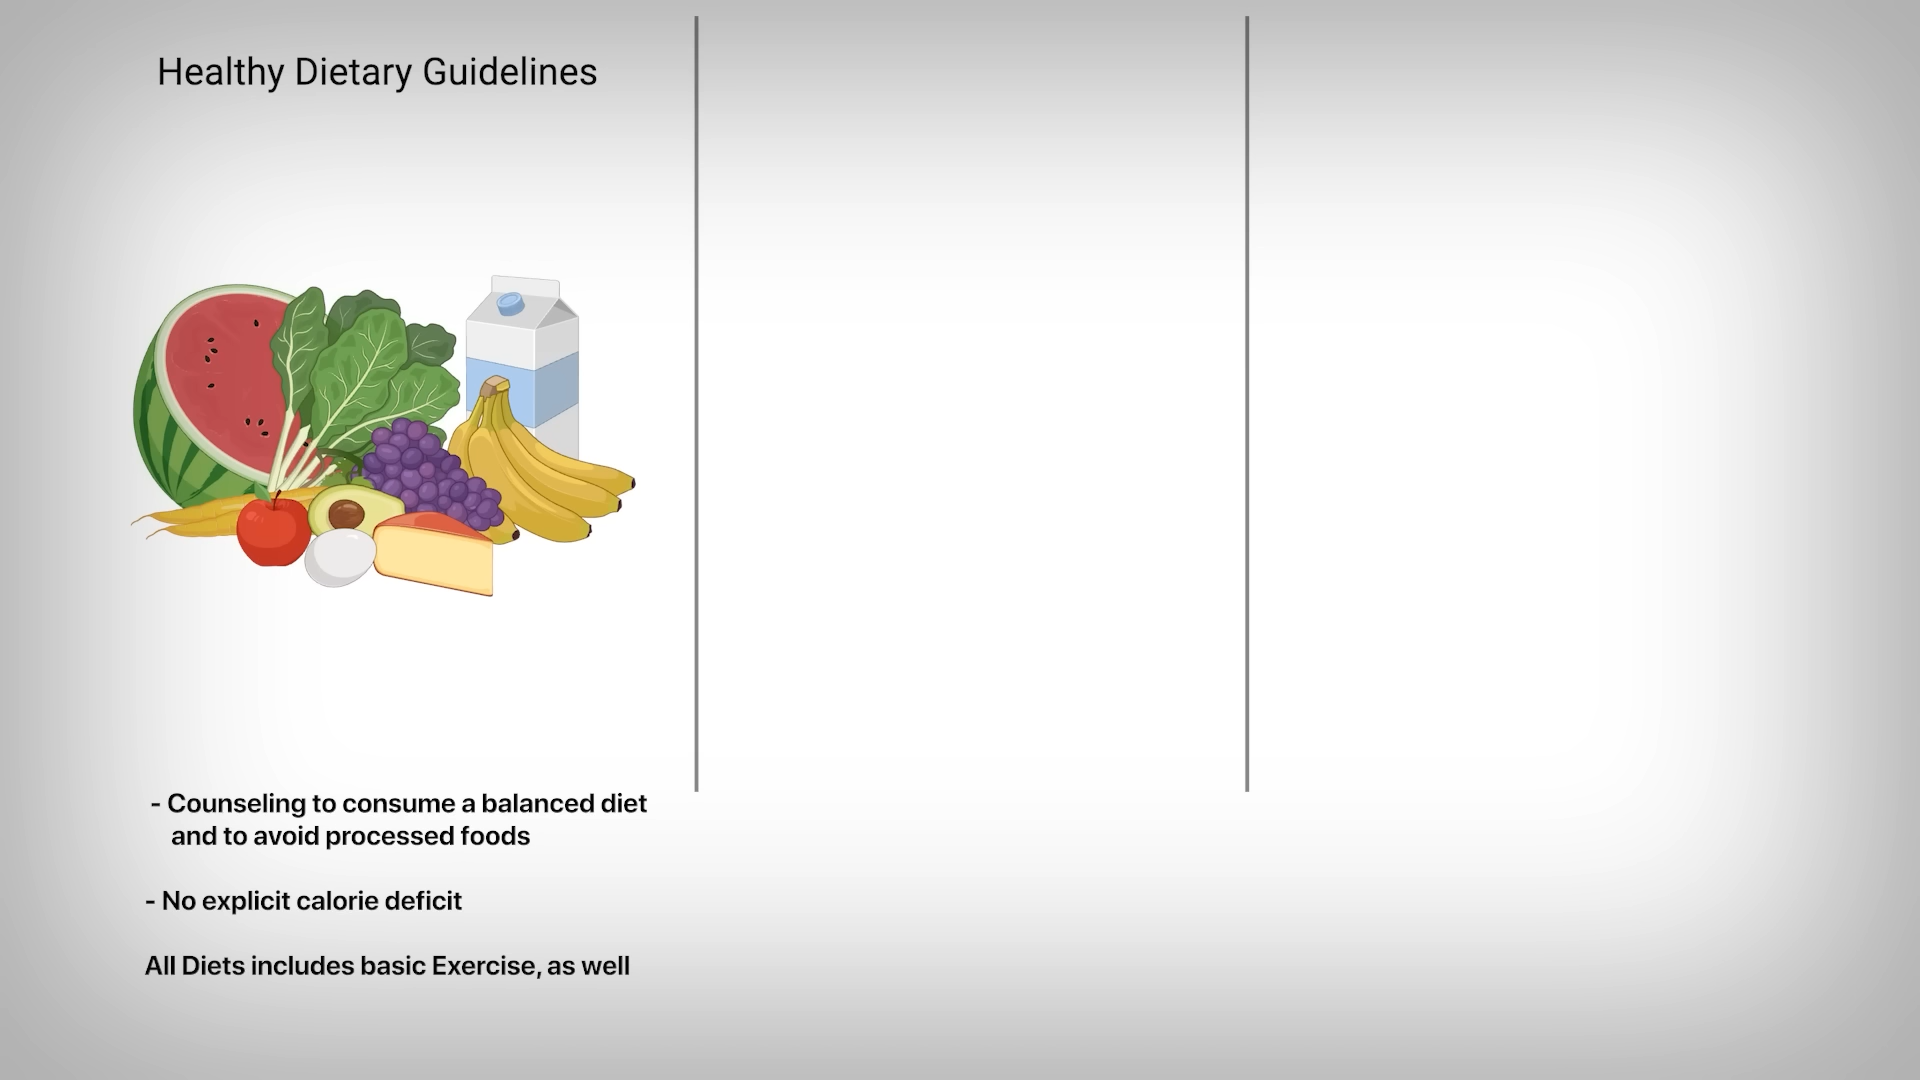 Healthy Dietary Guidelines
- Counseling to consume a balanced diet
and to avoid processed foods
- No explicit calorie deficit
All Diets includes basic Exercise, as well